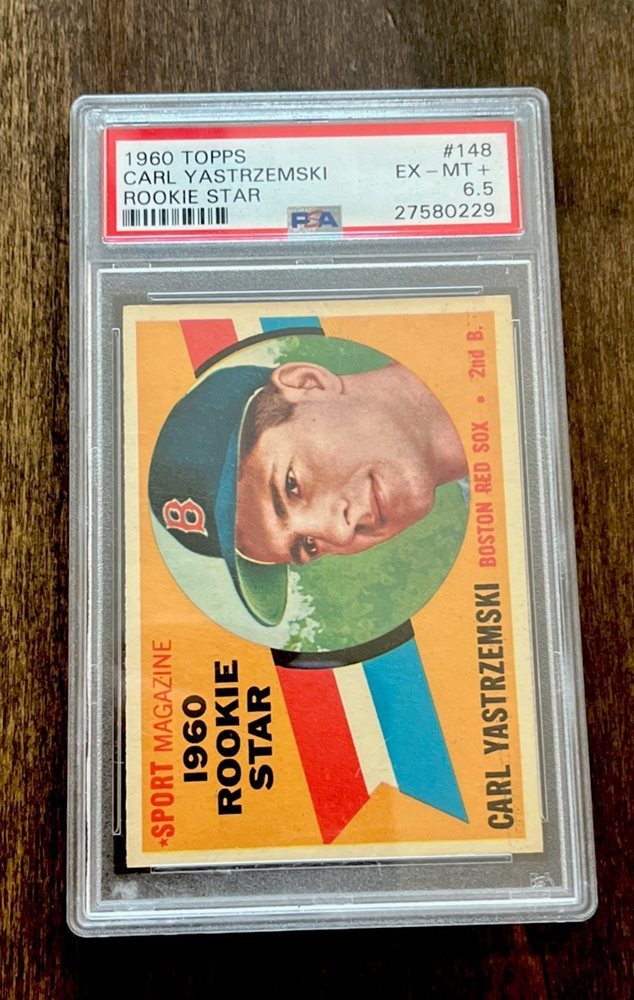 1960 TOPPS #148
CARL YASTRZEMSKI EX-MT+
ROOKIE STAR 6.5
27580229
PSA
B
★SPORT MAGAZINE
1960
ROOKIE
STAR
CARL YASTRZEMSKI BOSTON RED SOX • 2nd B.